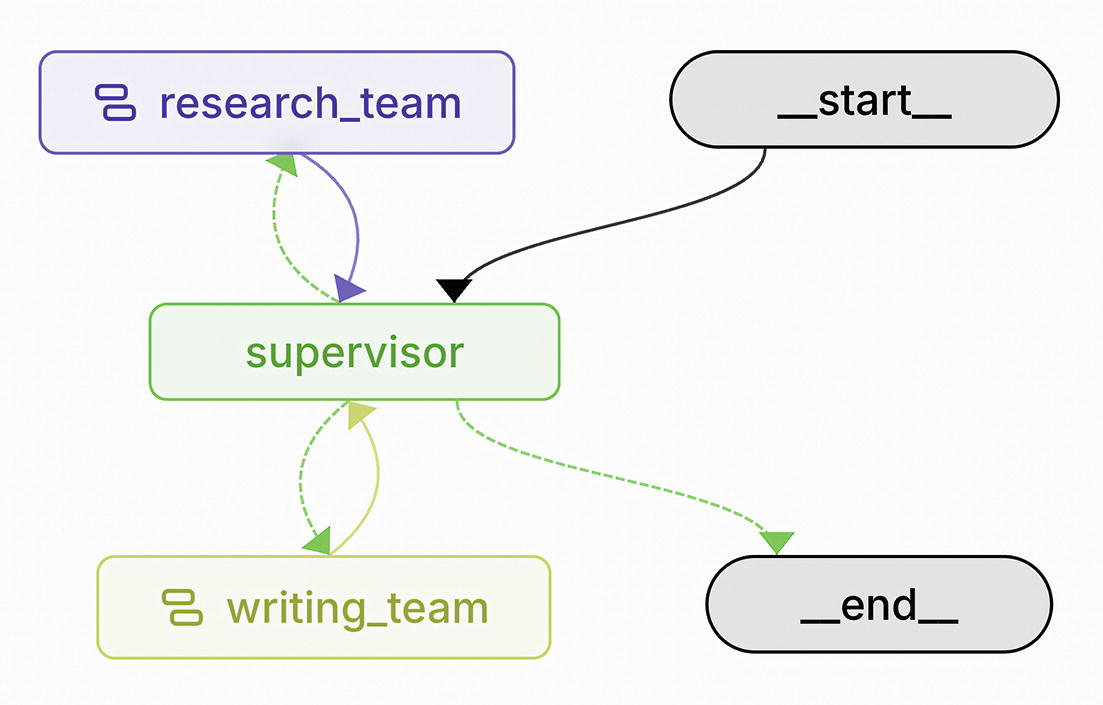 research_team
__start__
supervisor
writing_team
__end__